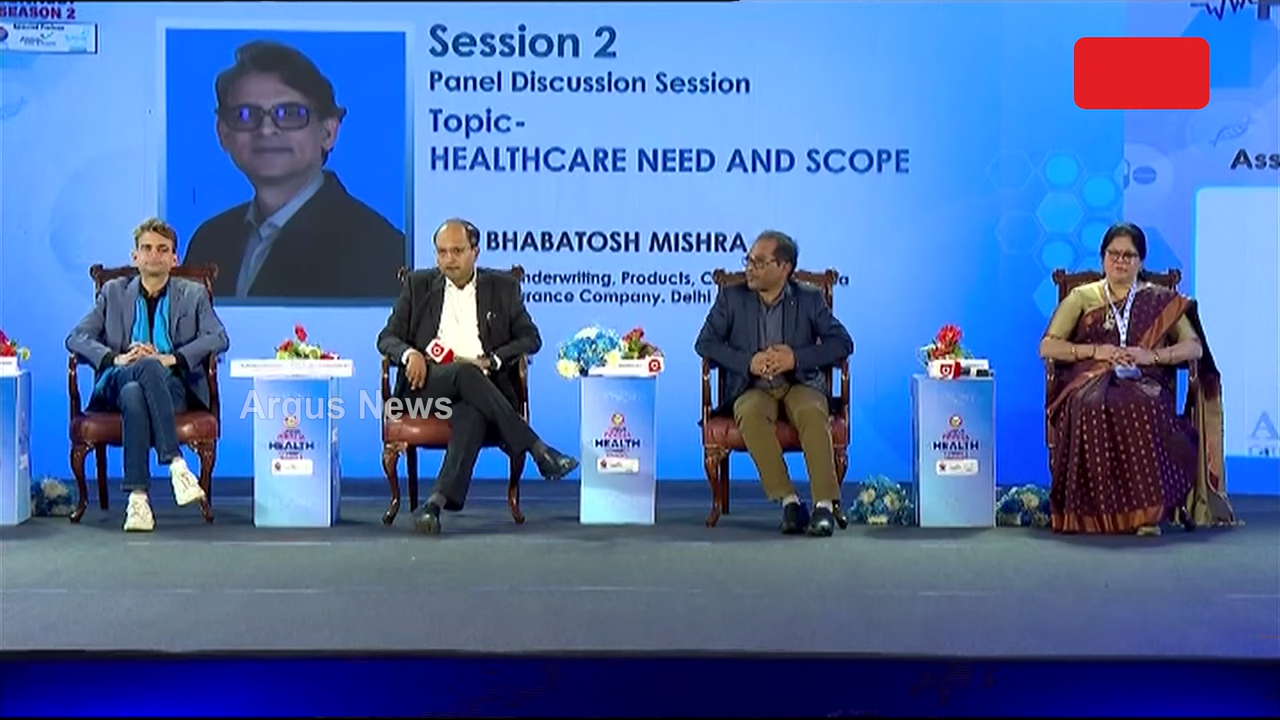 SEASON 2
Session 2
Panel Discussion Session
Topic-
HEALTHCARE NEED AND SCOPE
BHABATOSH MISHRA
nderwriting, Products, C
urance Company. Delhi
Ass
Argus News
HEALTH
HEALTH
HEALTH